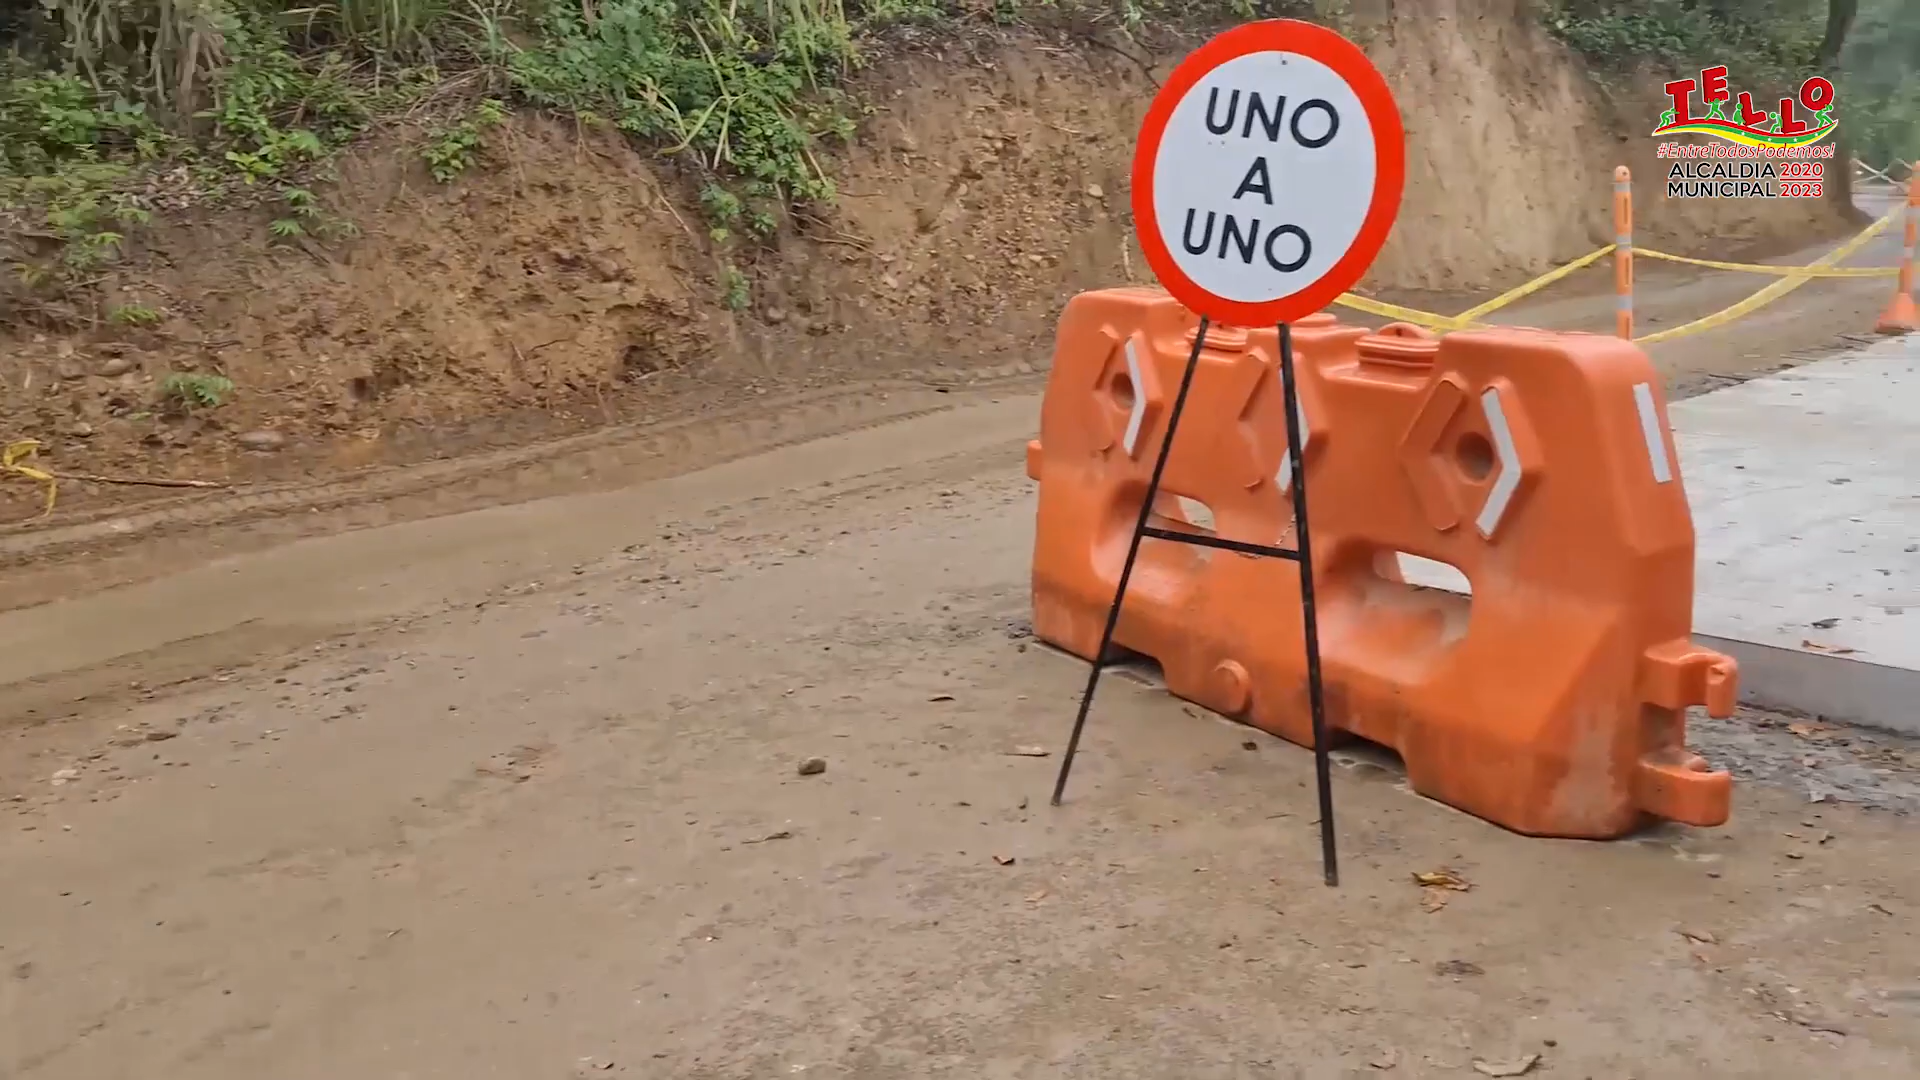 UNO
A
UNO
TELLO
#EntreTodosPodemos!
ALCALDIA 2020
MUNICIPAL 2023